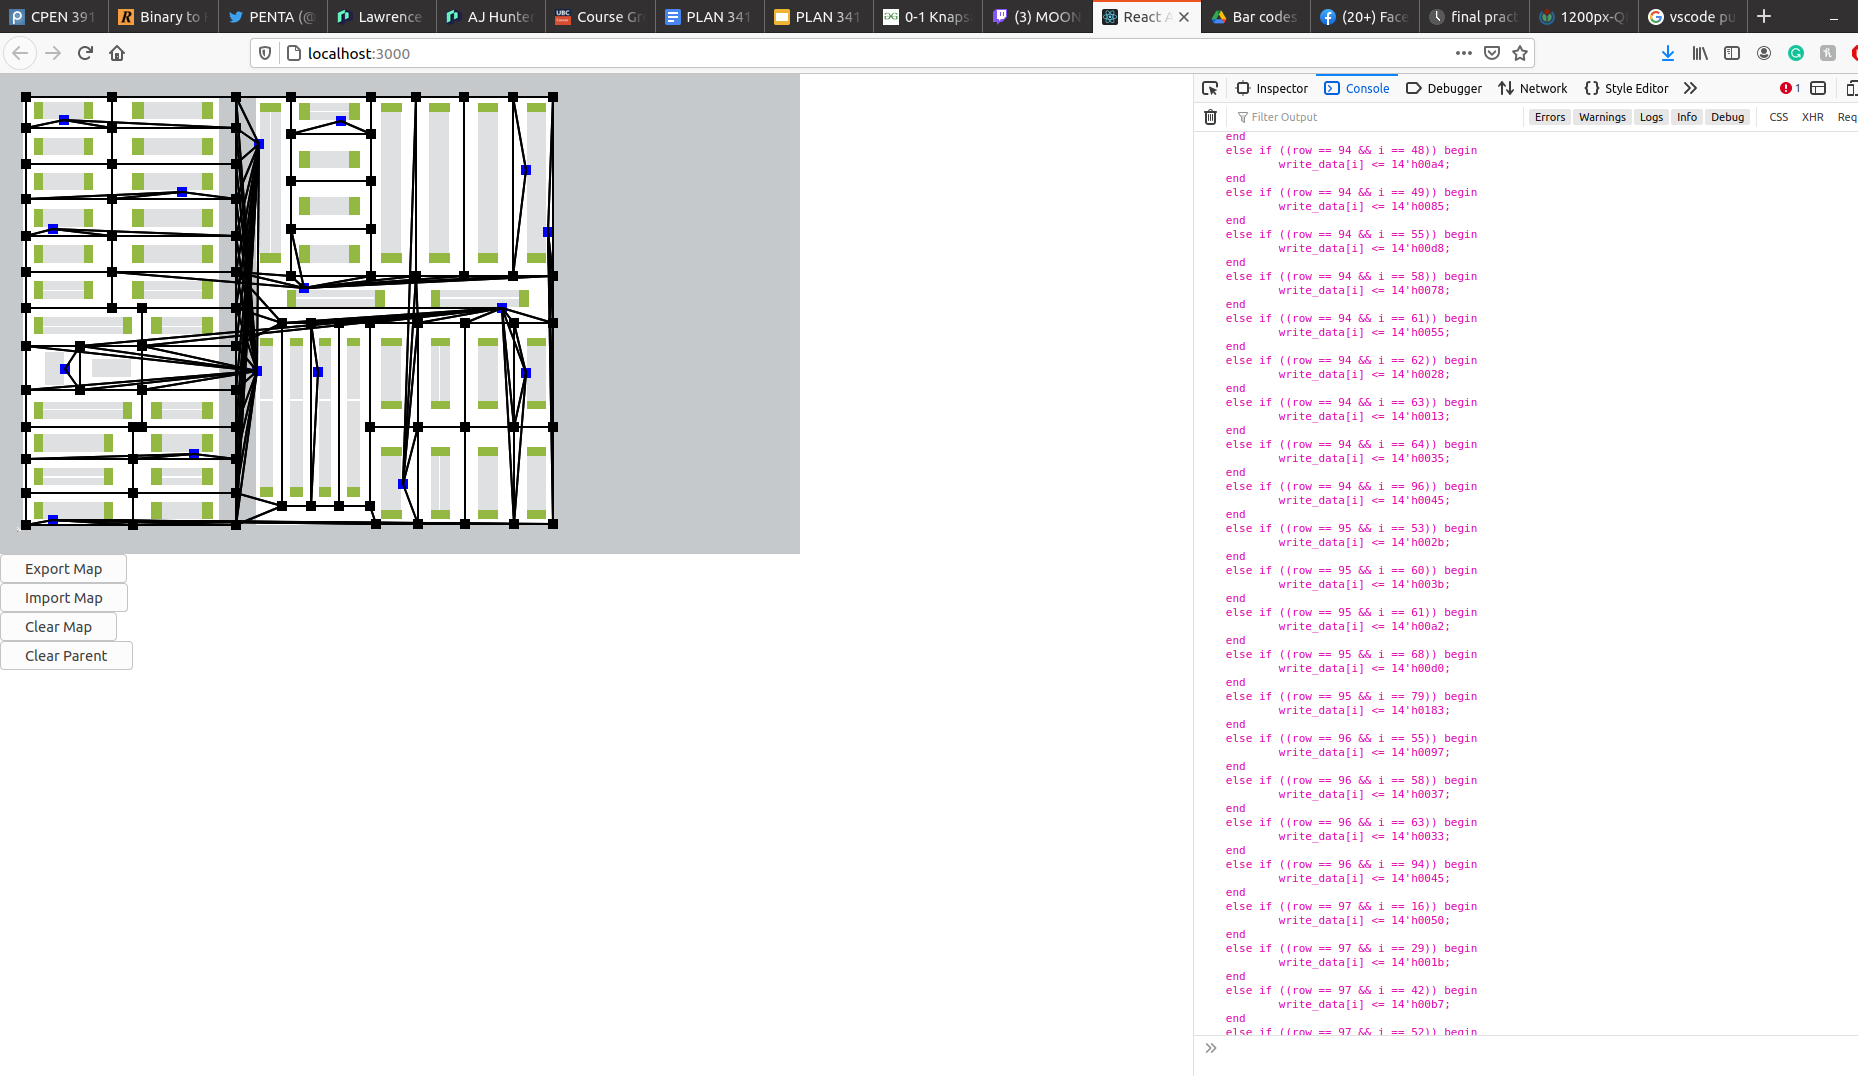 CPEN 391
Binary to
PENTA (@
Lawrence
AJ Hunter
Course Gr
PLAN 341
PLAN 341
0-1 Knaps
(3) MOON
React A
Bar codes
(20+) Face
final pract
1200px-Q
vscode pu
localhost:3000
Export Map
Import Map
Clear Map
Clear Parent
Inspector Console Debugger Network Style Editor 1
Filter Output Errors Warnings Logs Info Debug CSS XHR Req
end
else if ((row == 94 && i == 48)) begin
write_data[i] <= 14'h00a4;
end
else if ((row == 94 && i == 49)) begin
write_data[i] <= 14'h0085;
end
else if ((row == 94 && i == 55)) begin
write_data[i] <= 14'h00d8;
end
else if ((row == 94 && i == 58)) begin
write_data[i] <= 14'h0078;
end
else if ((row == 94 && i == 61)) begin
write_data[i] <= 14'h0055;
end
else if ((row == 94 && i == 62)) begin
write_data[i] <= 14'h0028;
end
else if ((row == 94 && i == 63)) begin
write_data[i] <= 14'h0013;
end
else if ((row == 94 && i == 64)) begin
write_data[i] <= 14'h0035;
end
else if ((row == 94 && i == 96)) begin
write_data[i] <= 14'h0045;
end
else if ((row == 95 && i == 53)) begin
write_data[i] <= 14'h002b;
end
else if ((row == 95 && i == 60)) begin
write_data[i] <= 14'h003b;
end
else if ((row == 95 && i == 61)) begin
write_data[i] <= 14'h00a2;
end
else if ((row == 95 && i == 68)) begin
write_data[i] <= 14'h00d0;
end
else if ((row == 95 && i == 79)) begin
write_data[i] <= 14'h0183;
end
else if ((row == 96 && i == 55)) begin
write_data[i] <= 14'h0097;
end
else if ((row == 96 && i == 58)) begin
write_data[i] <= 14'h0037;
end
else if ((row == 96 && i == 63)) begin
write_data[i] <= 14'h0033;
end
else if ((row == 96 && i == 94)) begin
write_data[i] <= 14'h0045;
end
else if ((row == 97 && i == 16)) begin
write_data[i] <= 14'h0050;
end
else if ((row == 97 && i == 29)) begin
write_data[i] <= 14'h001b;
end
else if ((row == 97 && i == 42)) begin
write_data[i] <= 14'h00b7;
end
else if ((row == 97 && i == 52)) begin